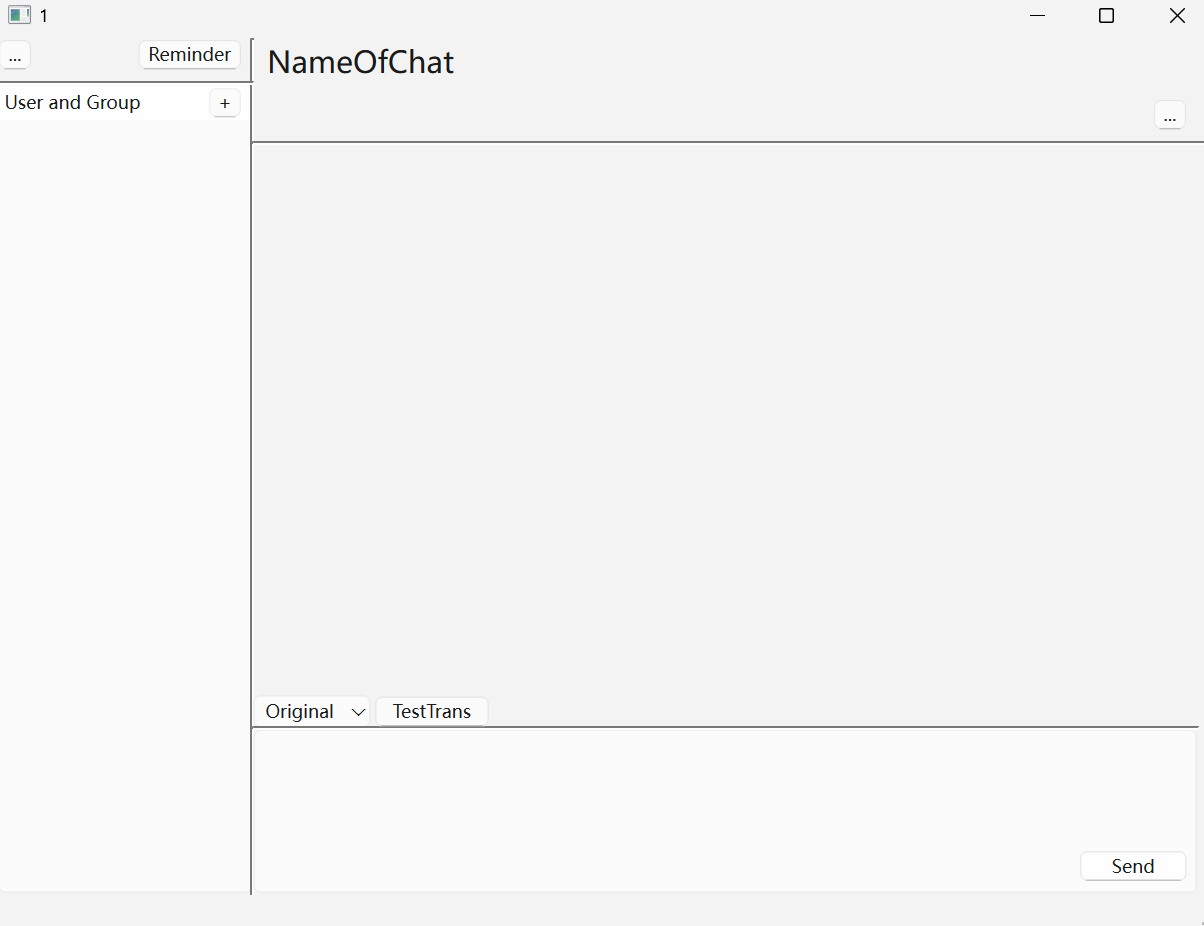 1
...
Reminder
NameOfChat
User and Group
+
...
Original
TestTrans
Send